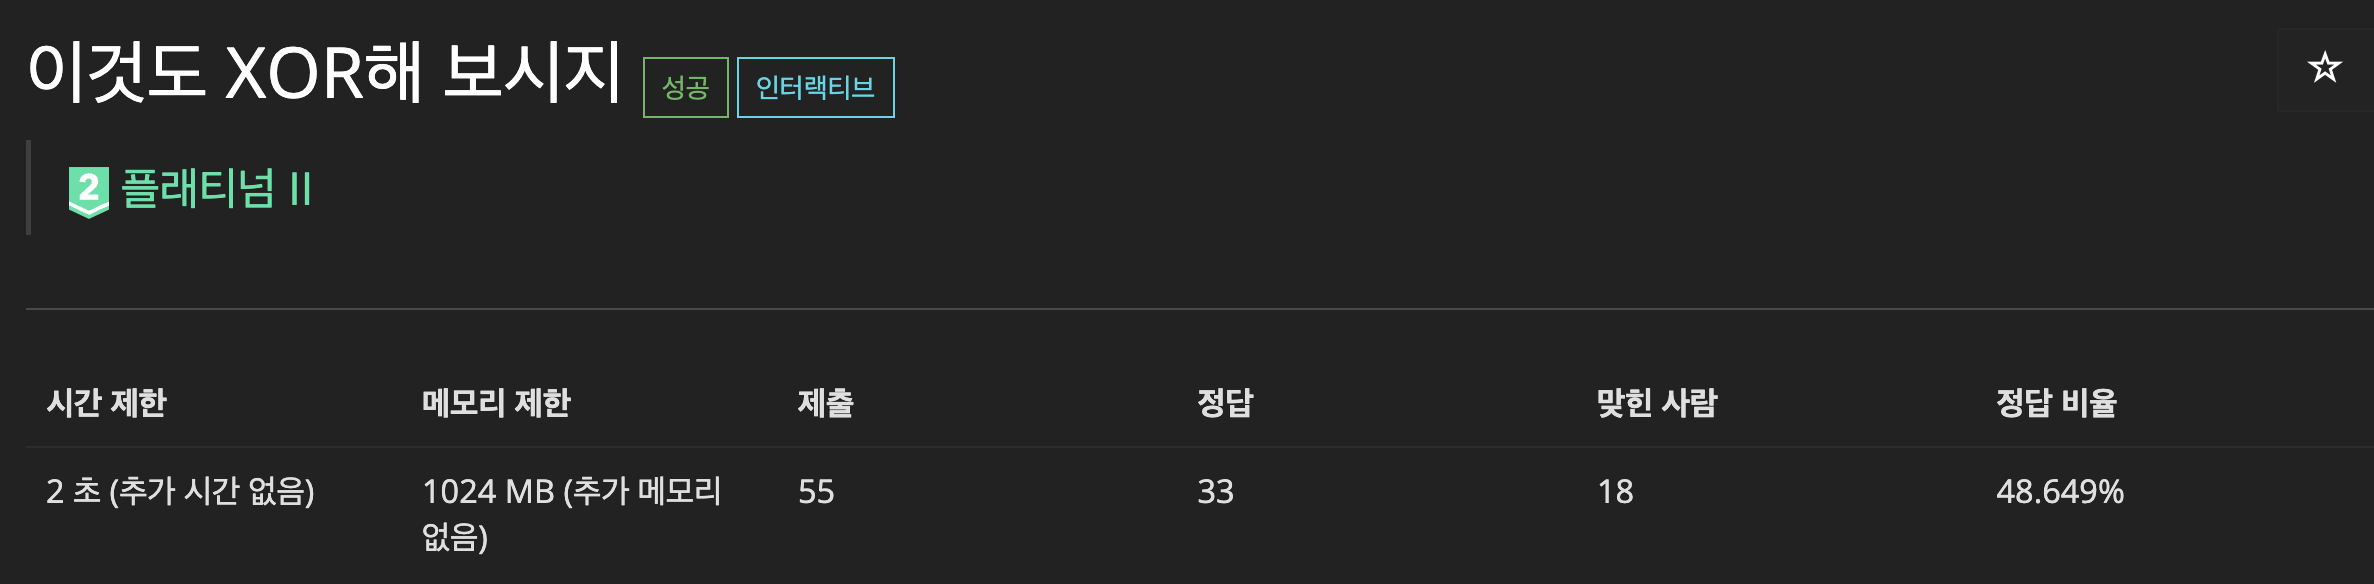 이것도 XOR해 보시지 성공 인터랙티브
2 플래티넘 II
시간 제한 메모리 제한 제출 정답 맞힌 사람 정답 비율
2 초 (추가 시간 없음) 1024 MB (추가 메모리 55 33 18 48.649%
없음)